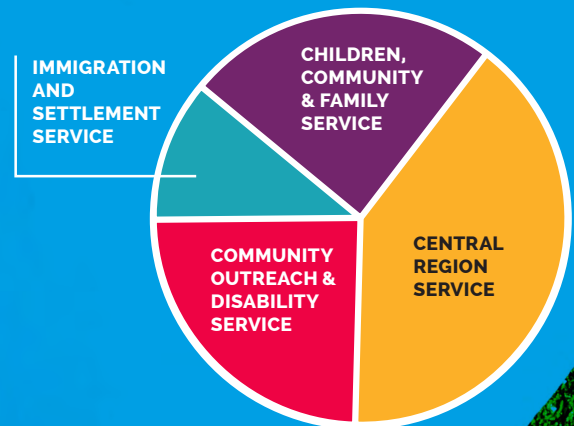 IMMIGRATION
AND
SETTLEMENT
SERVICE
CHILDREN,
COMMUNITY
& FAMILY
SERVICE
CENTRAL
REGION
SERVICE
COMMUNITY
OUTREACH &
DISABILITY
SERVICE